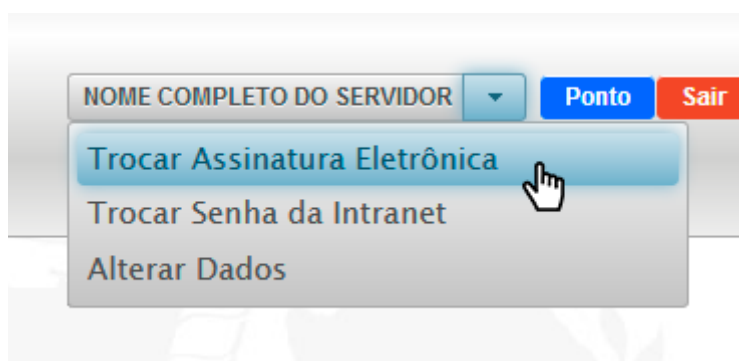 NOME COMPLETO DO SERVIDOR Ponto Sair
Trocar Assinatura Eletrônica
Trocar Senha da Intranet
Alterar Dados